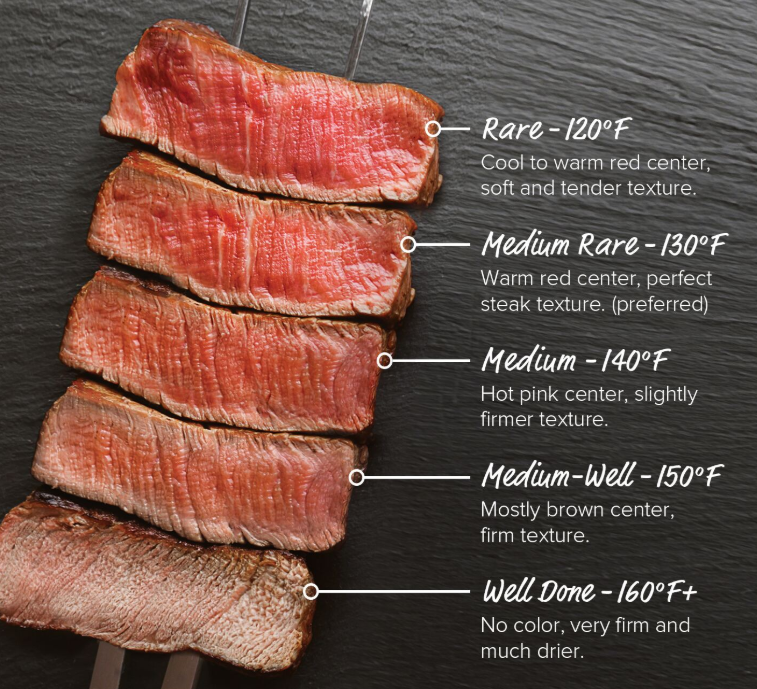 Rare - 120°F
Cool to warm red center,
soft and tender texture.
Medium Rare - 130°F
Warm red center, perfect
steak texture. (preferred)
Medium - 140°F
Hot pink center, slightly
firmer texture.
Medium-Well - 150°F
Mostly brown center,
firm texture.
Well Done - 160°F+
No color, very firm and
much drier.